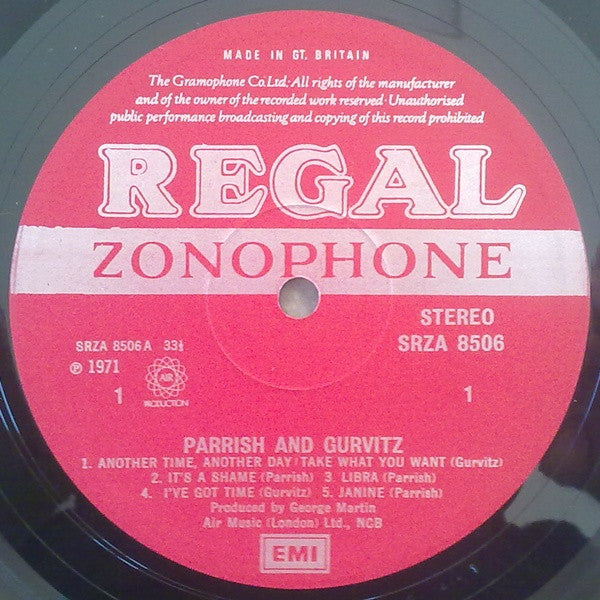 MADE IN GT. BRITAIN
The Gramophone Co.Ltd·All rights of the manufacturer
and of the owner of the recorded work reserved·Unauthorised
public performance broadcasting and copying of this record prohibited
REGAL
ZONOPHONE
STEREO
SRZA 8506
SRZA 8506 A 33⅓
℗ 1971
1
AIR
PRODUCTION
1
PARRISH AND GURVITZ
1. ANOTHER TIME, ANOTHER DAY/TAKE WHAT YOU WANT (Gurvitz)
2. IT'S A SHAME (Parrish) 3. LIBRA (Parrish)
4. I'VE GOT TIME (Gurvitz) 5. JANINE (Parrish)
Produced by George Martin
Air Music (London) Ltd., NCB
EMI